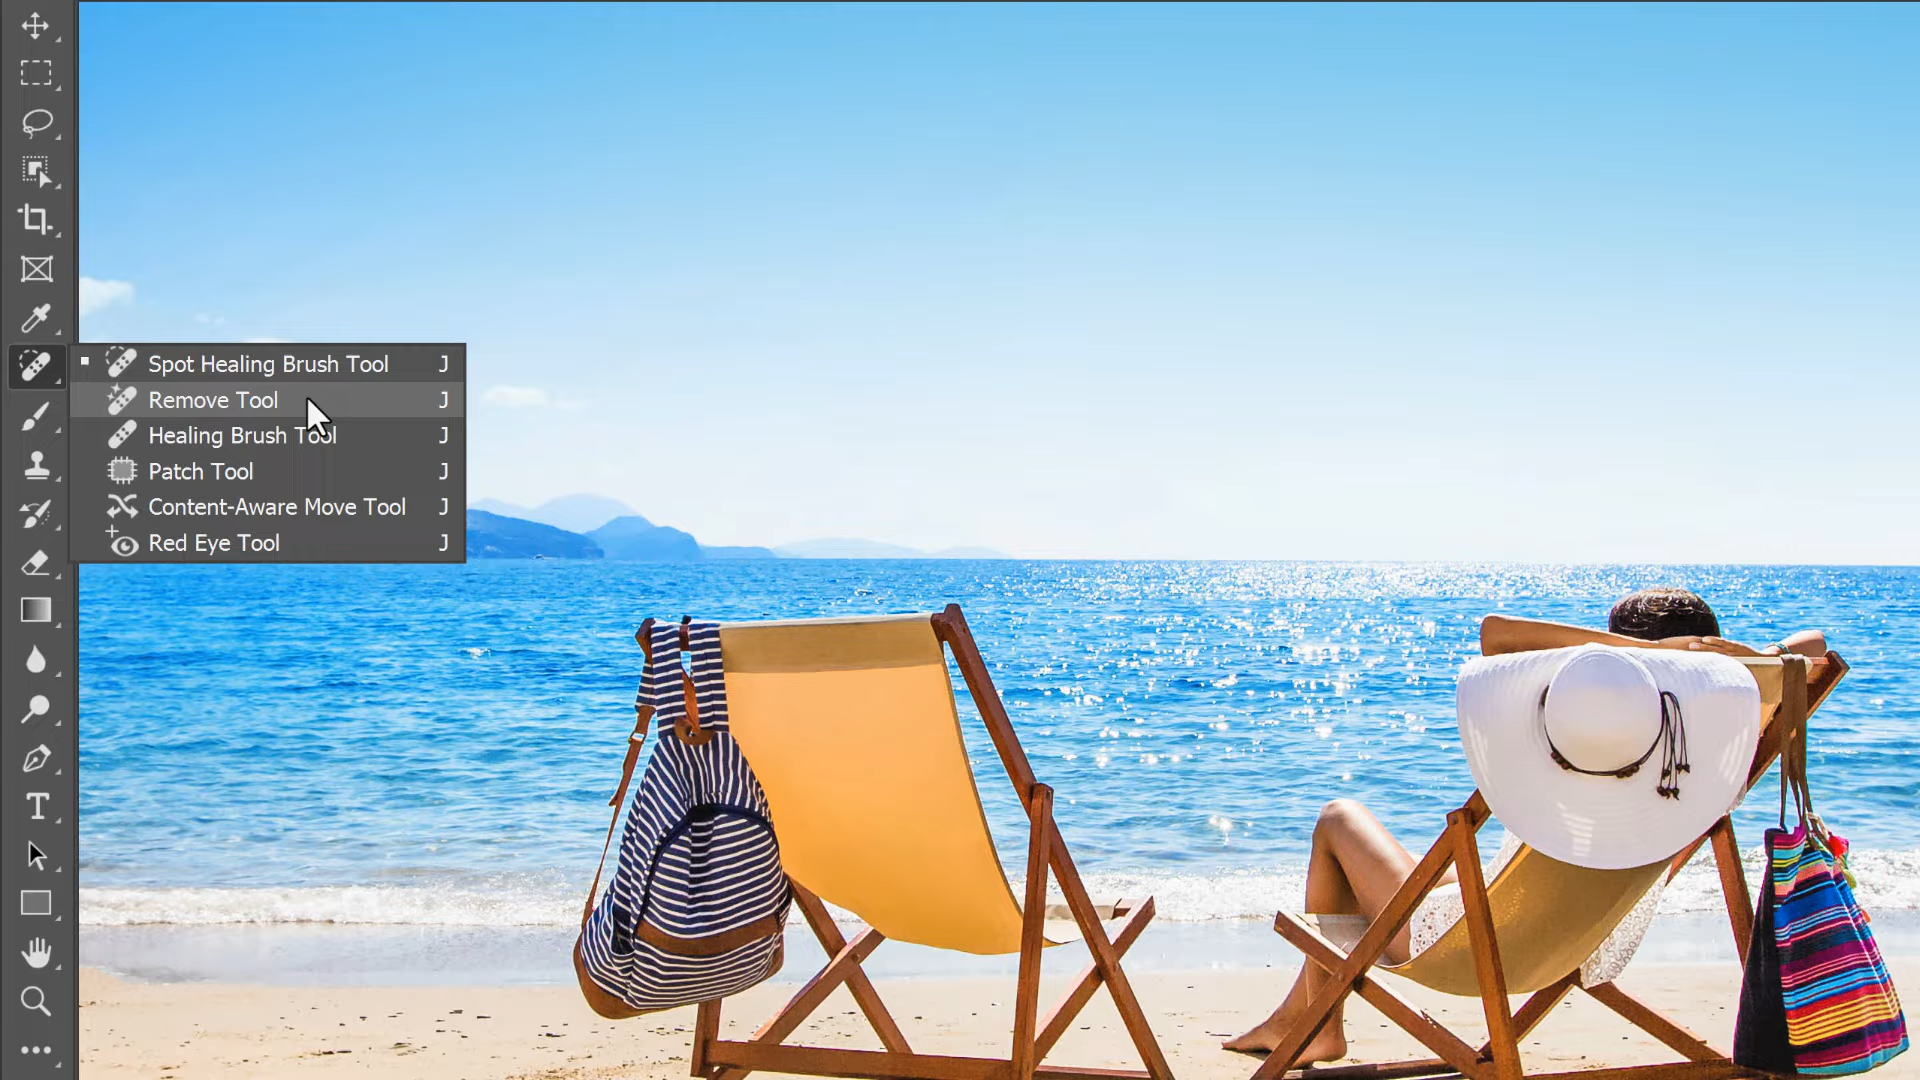 Spot Healing Brush Tool J
Remove Tool J
Healing Brush Tool J
Patch Tool J
Content-Aware Move Tool J
Red Eye Tool J
T